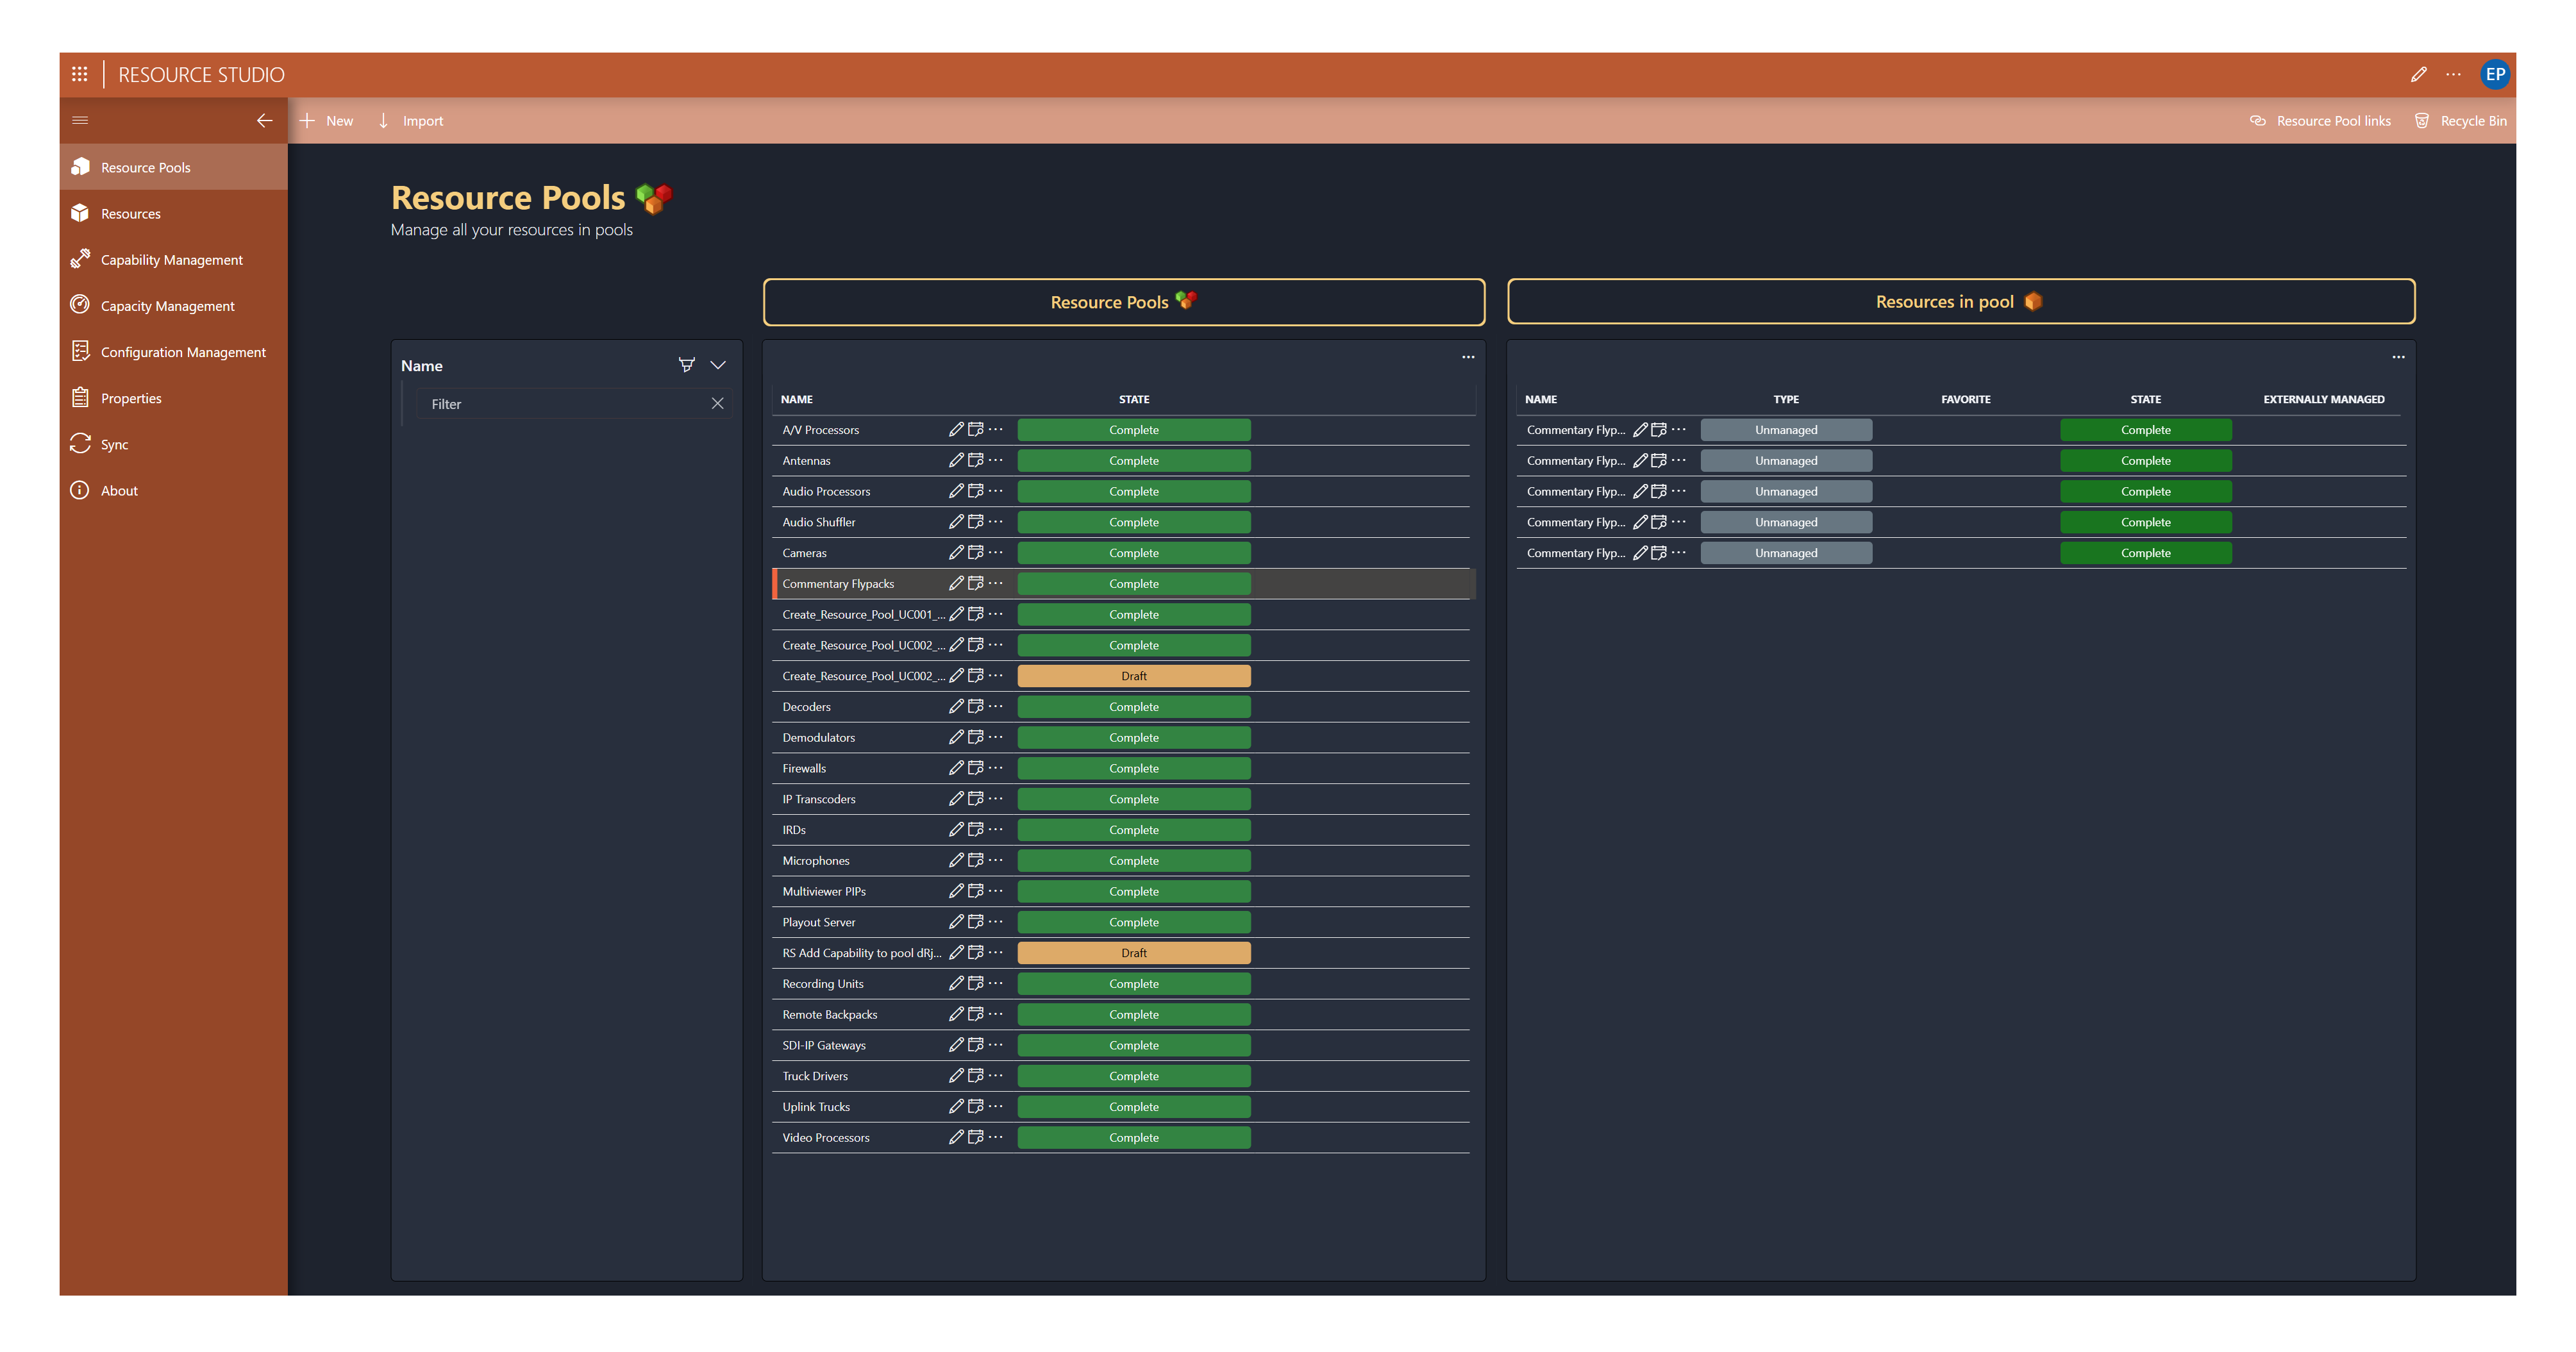 RESOURCE STUDIO
EP
New
Import
Resource Pool links
Recycle Bin
Resource Pools
Resources
Capability Management
Capacity Management
Configuration Management
Properties
Sync
About
Resource Pools
Manage all your resources in pools
Name
Filter
Resource Pools
NAME STATE
A/V Processors Complete
Antennas Complete
Audio Processors Complete
Audio Shuffler Complete
Cameras Complete
Commentary Flypacks Complete
Create_Resource_Pool_UC001_... Complete
Create_Resource_Pool_UC002_... Complete
Create_Resource_Pool_UC002_... Draft
Decoders Complete
Demodulators Complete
Firewalls Complete
IP Transcoders Complete
IRDs Complete
Microphones Complete
Multiviewer PIPs Complete
Playout Server Complete
RS Add Capability to pool dRj... Draft
Recording Units Complete
Remote Backpacks Complete
SDI-IP Gateways Complete
Truck Drivers Complete
Uplink Trucks Complete
Video Processors Complete
Resources in pool
NAME TYPE FAVORITE STATE EXTERNALLY MANAGED
Commentary Flyp... Unmanaged Complete
Commentary Flyp... Unmanaged Complete
Commentary Flyp... Unmanaged Complete
Commentary Flyp... Unmanaged Complete
Commentary Flyp... Unmanaged Complete